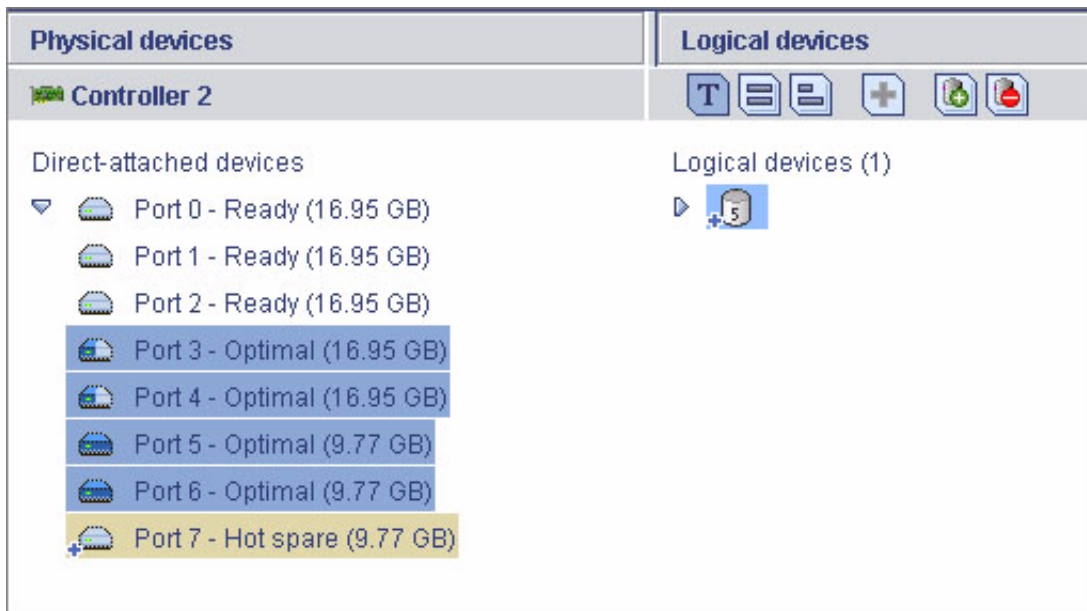 Physical devices
Logical devices
Controller 2
T
Direct-attached devices
Logical devices (1)
Port 0 - Ready (16.95 GB)
5
Port 1 - Ready (16.95 GB)
Port 2 - Ready (16.95 GB)
Port 3 - Optimal (16.95 GB)
Port 4 - Optimal (16.95 GB)
Port 5 - Optimal (9.77 GB)
Port 6 - Optimal (9.77 GB)
Port 7 - Hot spare (9.77 GB)